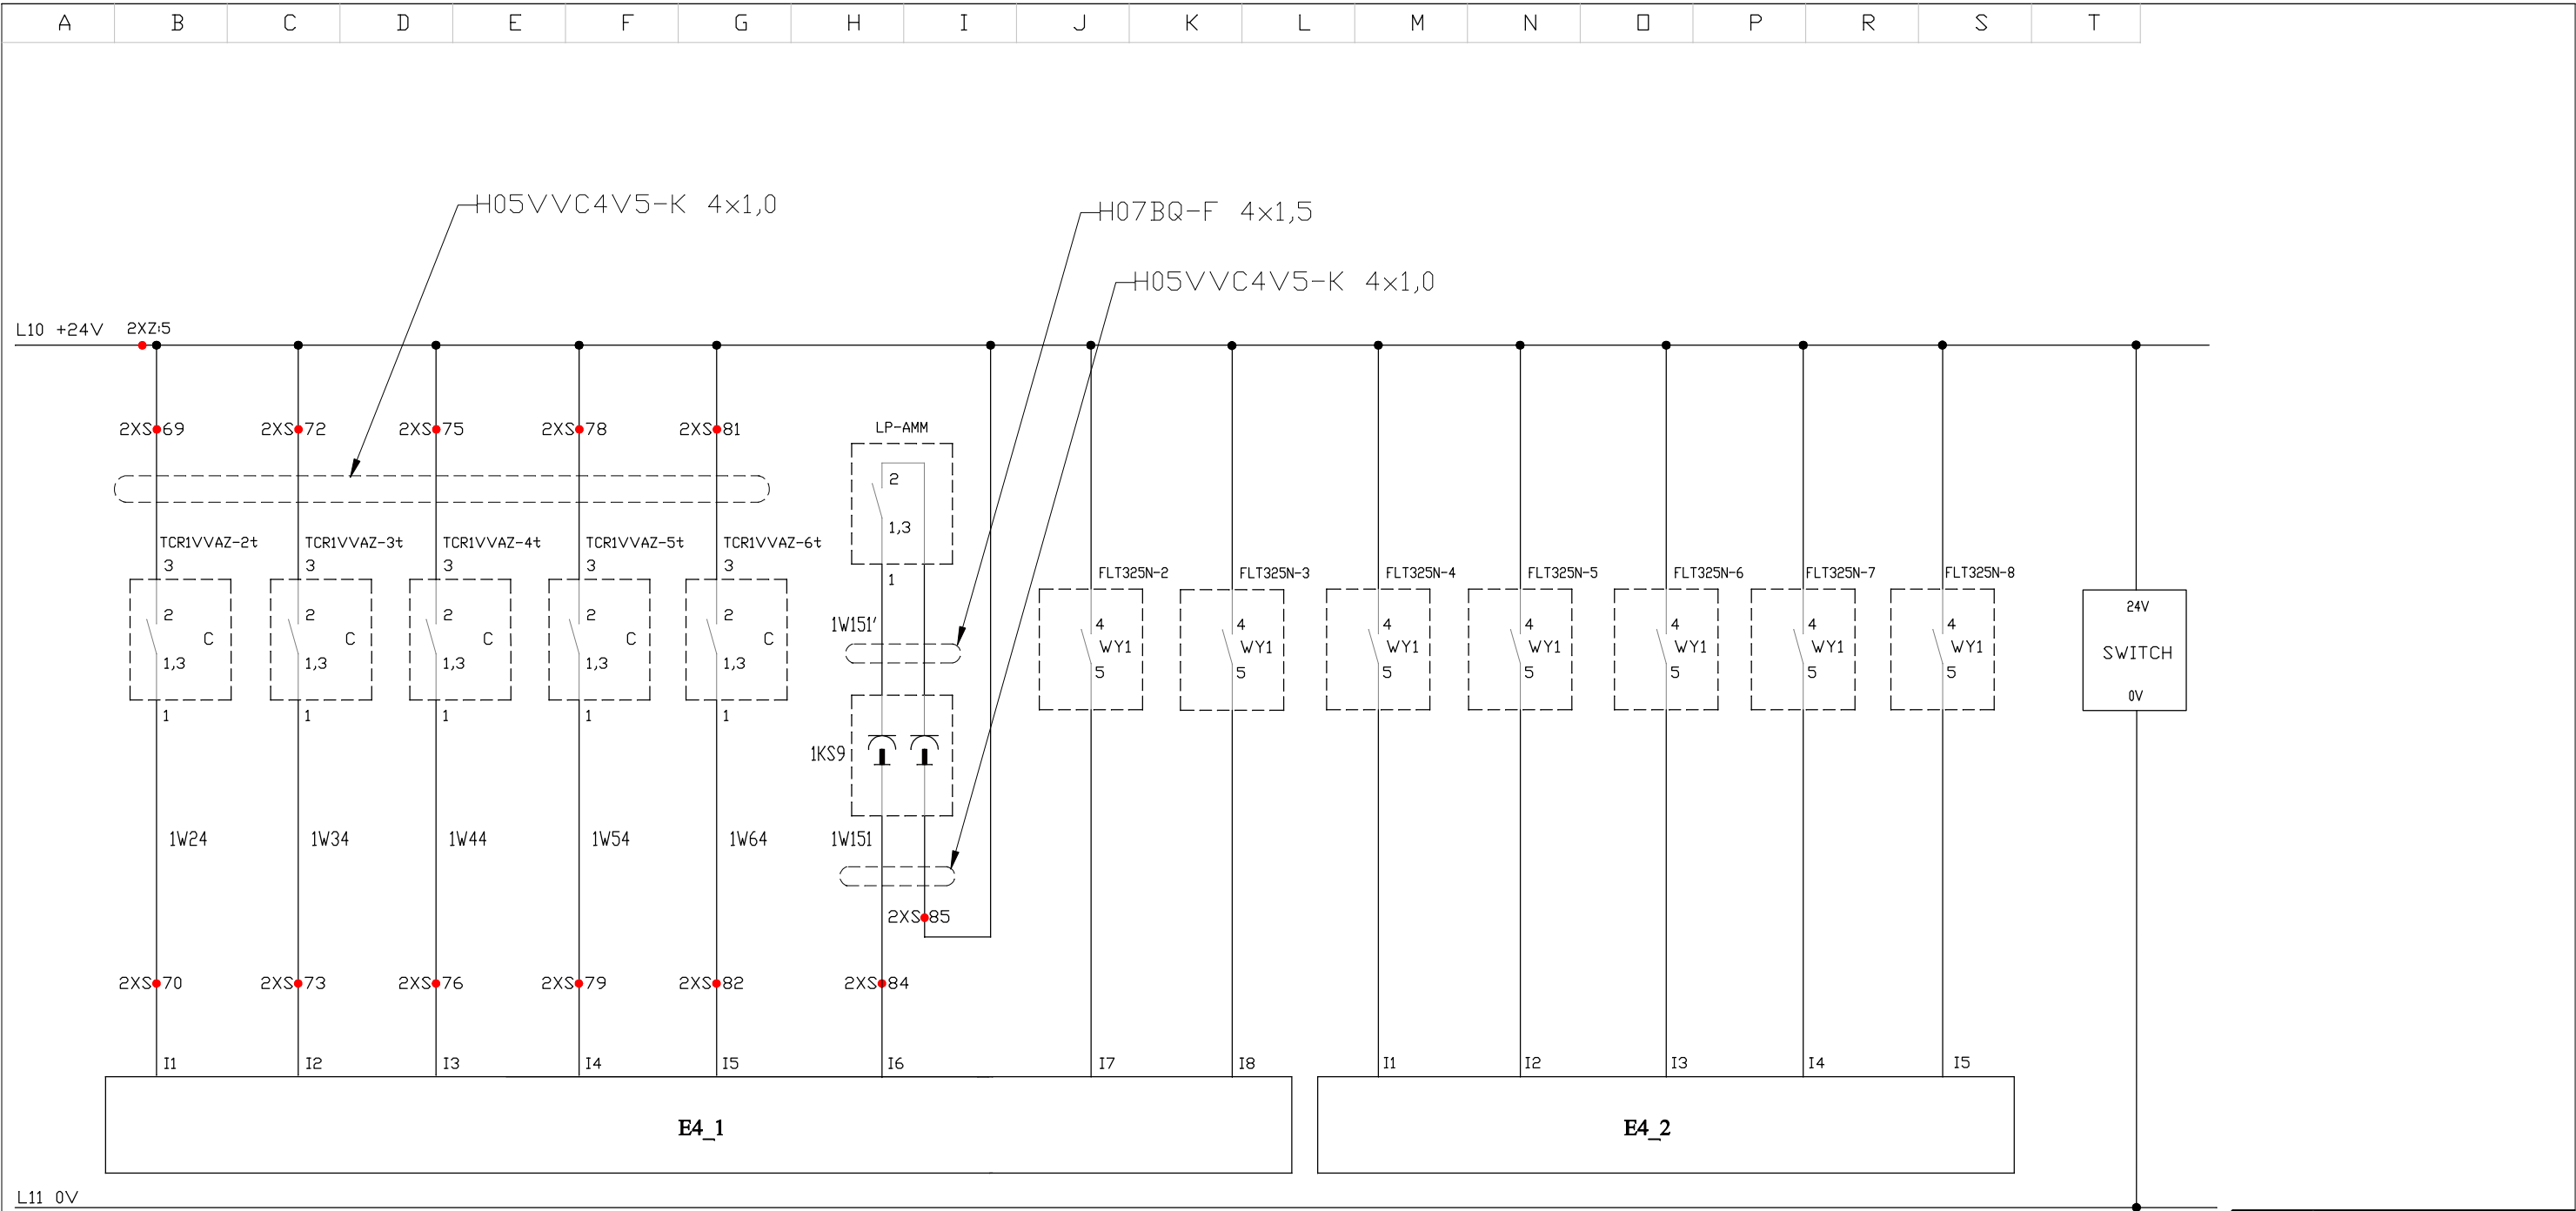 A B C D E F G H I J K L M N O P R S T
H05VVC4V5-K 4x1,0
H07BQ-F 4x1,5
H05VVC4V5-K 4x1,0
L10 +24V 2XZ:5
2XS 69 2XS 72 2XS 75 2XS 78 2XS 81 LP-AMM
2
1,3
TCR1VVAZ-2t TCR1VVAZ-3t TCR1VVAZ-4t TCR1VVAZ-5t TCR1VVAZ-6t
3 3 3 3 3
1
FLT325N-2 FLT325N-3 FLT325N-4 FLT325N-5 FLT325N-6 FLT325N-7 FLT325N-8
24V
2 2 2 2 2
1W151'
4 4 4 4 4 4 4
C C C C C
WY1 WY1 WY1 WY1 WY1 WY1 WY1
SWITCH
1,3 1,3 1,3 1,3 1,3
5 5 5 5 5 5 5
0V
1 1 1 1 1
1KS9
1W24 1W34 1W44 1W54 1W64 1W151
2XS 85
2XS 70 2XS 73 2XS 76 2XS 79 2XS 82 2XS 84
I1 I2 I3 I4 I5 I6 I7 I8 I1 I2 I3 I4 I5
E4_1 E4_2
L11 0V